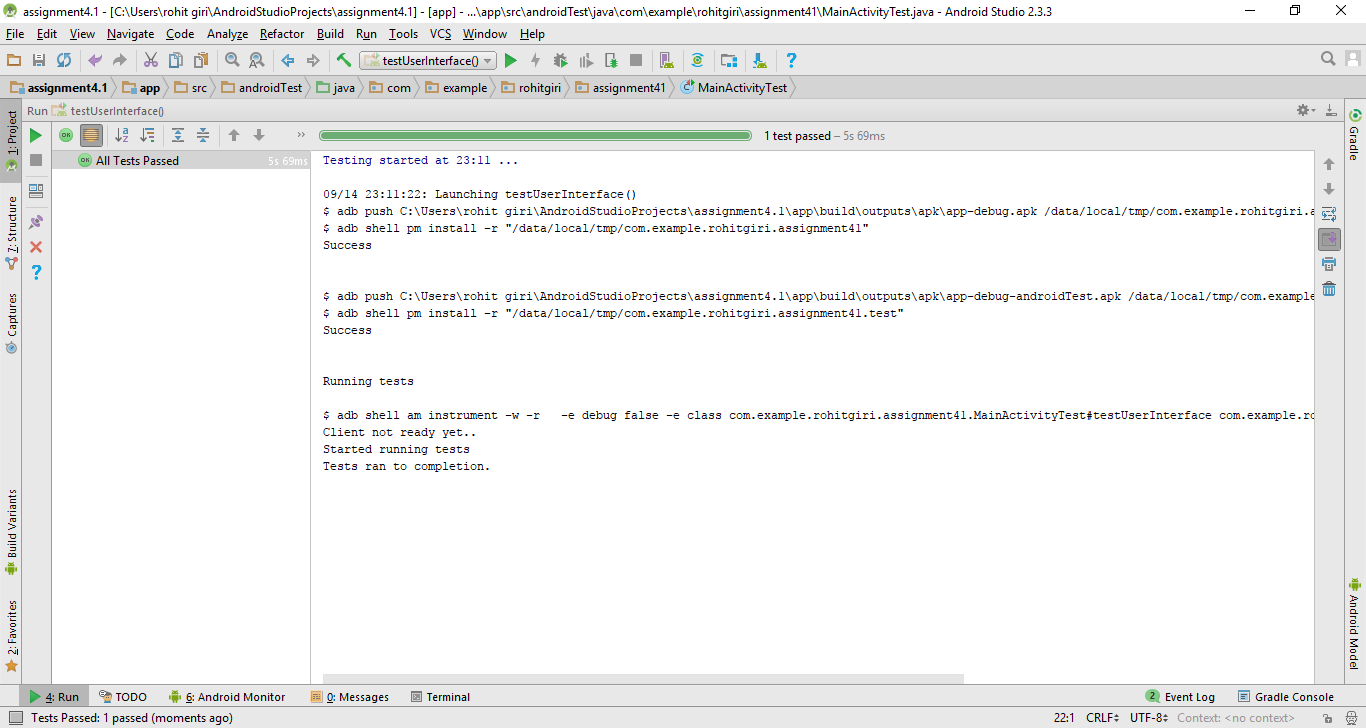 assignment4.1 - [C:\Users\rohit giri\AndroidStudioProjects\assignment4.1] - [app] - ...\app\src\androidTest\java\com\example\rohitgiri\assignment41\MainActivityTest.java - Android Studio 2.3.3
File Edit View Navigate Code Analyze Refactor Build Run Tools VCS Window Help
testUserInterface()
assignment4.1 app src androidTest java com example rohitgiri assignment41 MainActivityTest
Run testUserInterface()
1 test passed – 5s 69ms
All Tests Passed 5s 69ms
Testing started at 23:11 ...
09/14 23:11:22: Launching testUserInterface()
$ adb push C:\Users\rohit giri\AndroidStudioProjects\assignment4.1\app\build\outputs\apk\app-debug.apk /data/local/tmp/com.example.rohitgiri.a
$ adb shell pm install -r "/data/local/tmp/com.example.rohitgiri.assignment41"
Success
$ adb push C:\Users\rohit giri\AndroidStudioProjects\assignment4.1\app\build\outputs\apk\app-debug-androidTest.apk /data/local/tmp/com.example
$ adb shell pm install -r "/data/local/tmp/com.example.rohitgiri.assignment41.test"
Success
Running tests
$ adb shell am instrument -w -r   -e debug false -e class com.example.rohitgiri.assignment41.MainActivityTest#testUserInterface com.example.ro
Client not ready yet..
Started running tests
Tests ran to completion.
1: Project
7: Structure
Captures
Build Variants
2: Favorites
Gradle
Android Model
4: Run TODO 6: Android Monitor 0: Messages Terminal 2 Event Log Gradle Console
Tests Passed: 1 passed (moments ago) 22:1 CRLF UTF-8 Context: <no context>